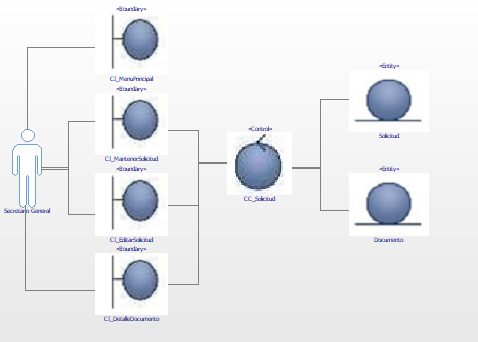 «Boundary»
CI_MenuPrincipal
«Boundary»
CI_MantenerSolicitud
«Boundary»
CI_EditarSolicitud
«Boundary»
CI_DetalleDocumento
Secretario General
«Control»
CC_Solicitud
«Entity»
Solicitud
«Entity»
Documento